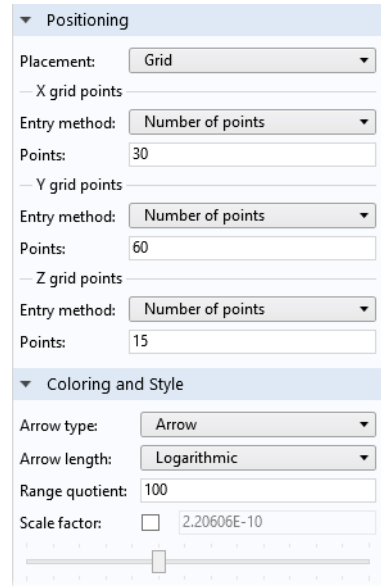 Positioning
Placement: Grid
X grid points
Entry method: Number of points
Points: 30
Y grid points
Entry method: Number of points
Points: 60
Z grid points
Entry method: Number of points
Points: 15
Coloring and Style
Arrow type: Arrow
Arrow length: Logarithmic
Range quotient: 100
Scale factor: 2.20606E-10